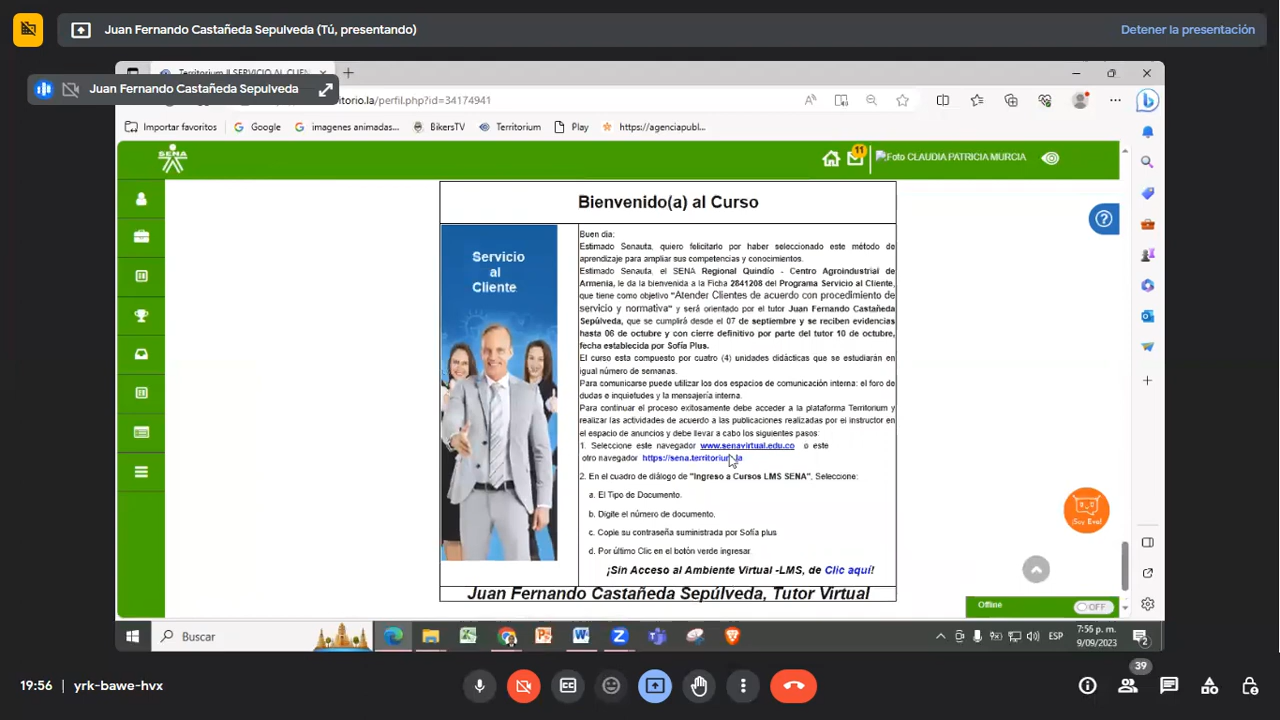 Juan Fernando Castañeda Sepulveda (Tú, presentando)
Detener la presentación
Territorium || SERVICIO AL CLIEN
Juan Fernando Castañeda Sepulveda
itorio.la/perfil.php?id=34174941
Importar favoritos
Google
imagenes animadas...
BikersTV
Territorium
Play
https://agenciapubl...
SENA
11
Foto CLAUDIA PATRICIA MURCIA
Bienvenido(a) al Curso
Servicio
al
Cliente
Buen dia:
Estimado Senauta, quiero felicitarlo por haber seleccionado este método de
aprendizaje para ampliar sus competencias y conocimientos.
Estimado Senauta, el SENA Regional Quindío - Centro Agroindustrial de
Armenia, le da la bienvenida a la Ficha 2841208 del Programa Servicio al Cliente,
que tiene como objetivo "Atender Clientes de acuerdo con procedimiento de
servicio y normativa" y será orientado por el tutor Juan Fernando Castañeda
Sepúlveda, que se cumplirá desde el 07 de septiembre y se reciben evidencias
hasta 06 de octubre y con cierre definitivo por parte del tutor 10 de octubre,
fecha establecida por Sofía Plus.
El curso esta compuesto por cuatro (4) unidades didácticas que se estudiarán en
igual número de semanas.
Para comunicarse puede utilizar los dos espacios de comunicación interna: el foro de
dudas e inquietudes y la mensajería interna.
Para continuar el proceso exitosamente debe acceder a la plataforma Territorium y
realizar las actividades de acuerdo a las publicaciones realizadas por el instructor en
el espacio de anuncios y debe llevar a cabo los siguientes pasos:
1. Seleccione este navegador www.senavirtual.edu.co o este
otro navegador https://sena.territorium.la
2. En el cuadro de diálogo de "Ingreso a Cursos LMS SENA", Seleccione:
a. El Tipo de Documento.
b. Digite el número de documento.
c. Copie su contraseña suministrada por Sofía plus
d. Por último Clic en el botón verde ingresar
¡Sin Acceso al Ambiente Virtual -LMS, de Clic aquí!
Juan Fernando Castañeda Sepúlveda, Tutor Virtual
¡Soy Eva!
Offline
OFF
Buscar
ESP
7:56 p. m.
9/09/2023
2
19:56
yrk-bawe-hvx
39